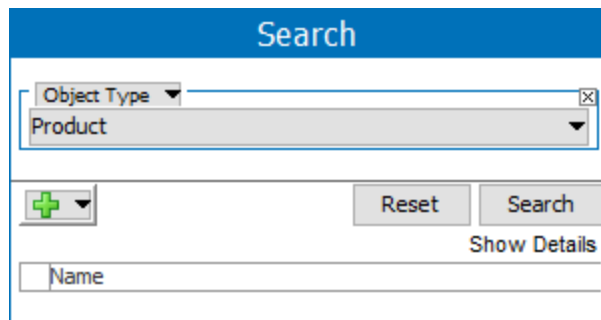 Search
Object Type
Product
Reset Search
Show Details
Name